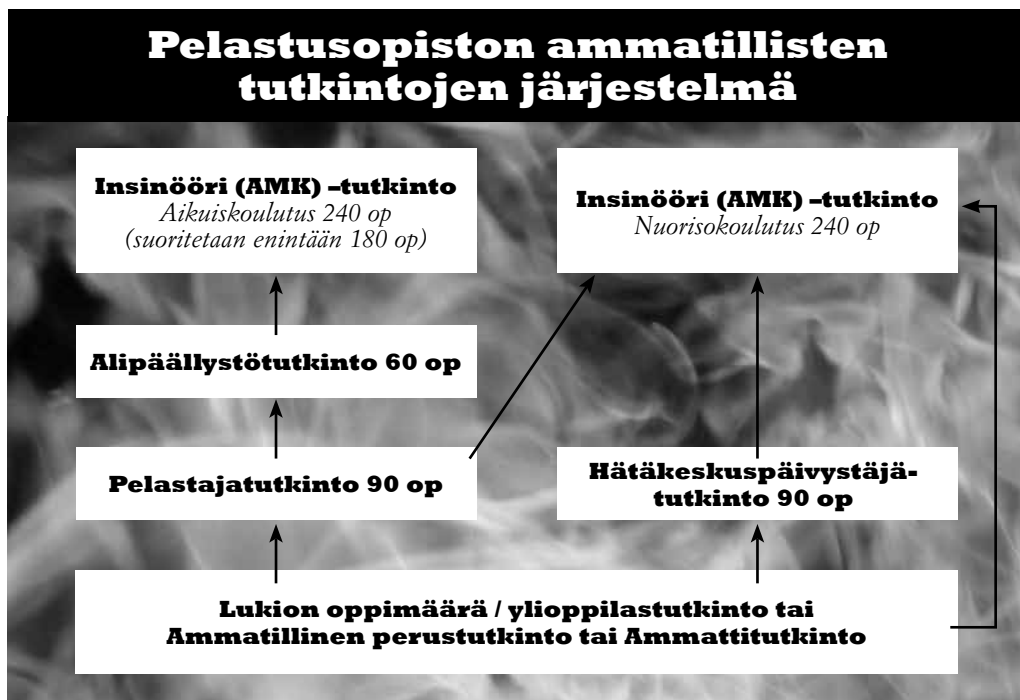 Pelastusopiston ammatillisten
tutkintojen järjestelmä
Insinööri (AMK) –tutkinto
Aikuiskoulutus 240 op
(suoritetaan enintään 180 op)
Insinööri (AMK) –tutkinto
Nuorisokoulutus 240 op
Alipäällystötutkinto 60 op
Pelastajatutkinto 90 op
Hätäkeskuspäivystäjä-
tutkinto 90 op
Lukion oppimäärä / ylioppilastutkinto tai
Ammatillinen perustutkinto tai Ammattitutkinto